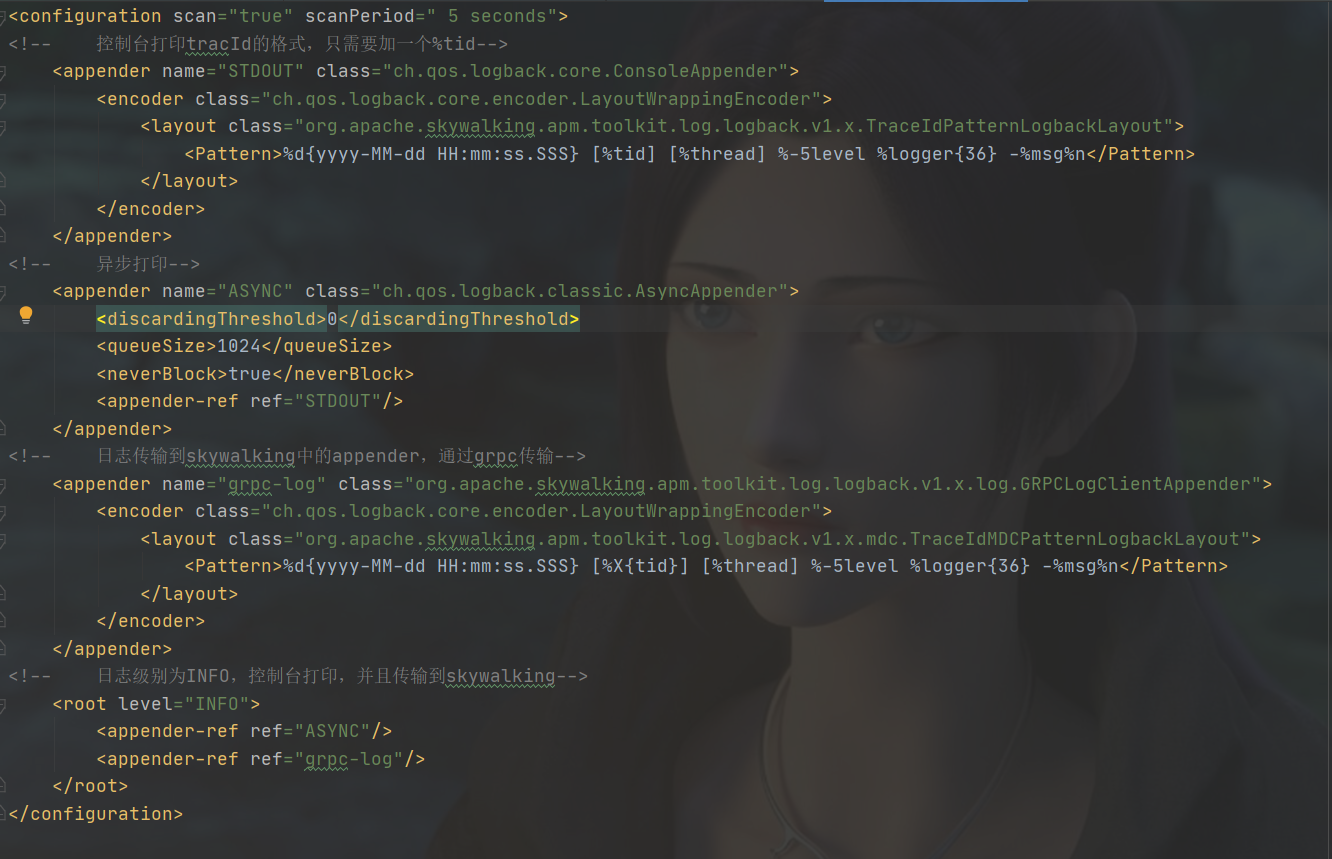 <configuration scan="true" scanPeriod=" 5 seconds">
<!--    控制台打印tracId的格式，只需要加一个%tid-->
    <appender name="STDOUT" class="ch.qos.logback.core.ConsoleAppender">
        <encoder class="ch.qos.logback.core.encoder.LayoutWrappingEncoder">
            <layout class="org.apache.skywalking.apm.toolkit.log.logback.v1.x.TraceIdPatternLogbackLayout">
                <Pattern>%d{yyyy-MM-dd HH:mm:ss.SSS} [%tid] [%thread] %-5level %logger{36} -%msg%n</Pattern>
            </layout>
        </encoder>
    </appender>
<!--    异步打印-->
    <appender name="ASYNC" class="ch.qos.logback.classic.AsyncAppender">
        <discardingThreshold>0</discardingThreshold>
        <queueSize>1024</queueSize>
        <neverBlock>true</neverBlock>
        <appender-ref ref="STDOUT"/>
    </appender>
<!--    日志传输到skywalking中的appender，通过grpc传输-->
    <appender name="grpc-log" class="org.apache.skywalking.apm.toolkit.log.logback.v1.x.log.GRPCLogClientAppender">
        <encoder class="ch.qos.logback.core.encoder.LayoutWrappingEncoder">
            <layout class="org.apache.skywalking.apm.toolkit.log.logback.v1.x.mdc.TraceIdMDCPatternLogbackLayout">
                <Pattern>%d{yyyy-MM-dd HH:mm:ss.SSS} [%X{tid}] [%thread] %-5level %logger{36} -%msg%n</Pattern>
            </layout>
        </encoder>
    </appender>
<!--    日志级别为INFO，控制台打印，并且传输到skywalking-->
    <root level="INFO">
        <appender-ref ref="ASYNC"/>
        <appender-ref ref="grpc-log"/>
    </root>
</configuration>